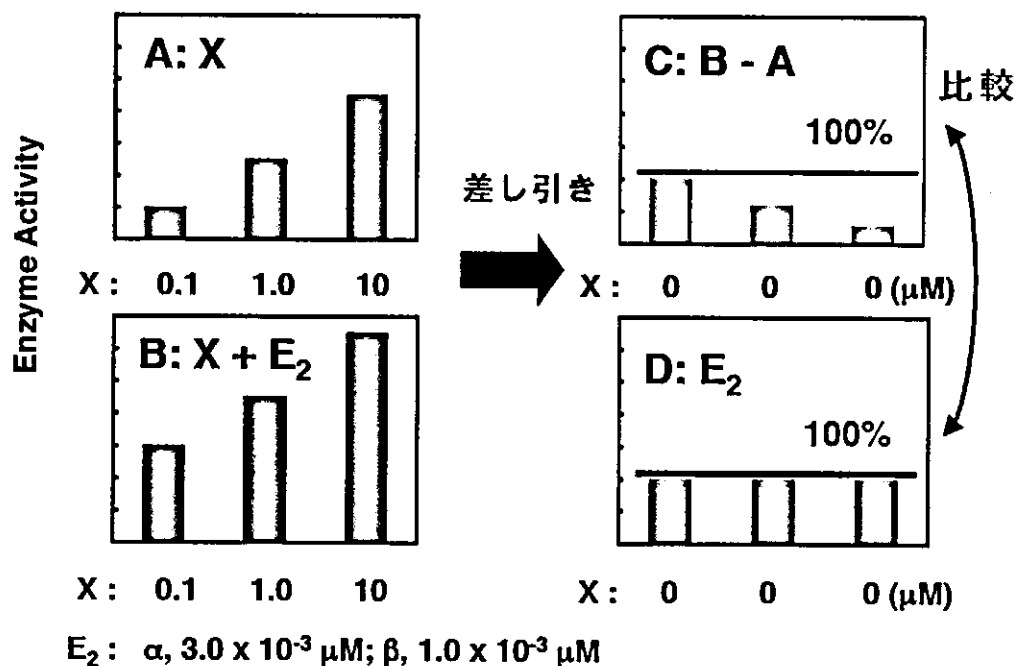 Enzyme Activity
A: X
X : 0.1 1.0 10
B: X + E₂
X : 0.1 1.0 10
E₂ : α, 3.0 x 10⁻³ μM; β, 1.0 x 10⁻³ μM
差し引き
C: B - A
100%
X : 0 0 0 (μM)
D: E₂
100%
X : 0 0 0 (μM)
比較